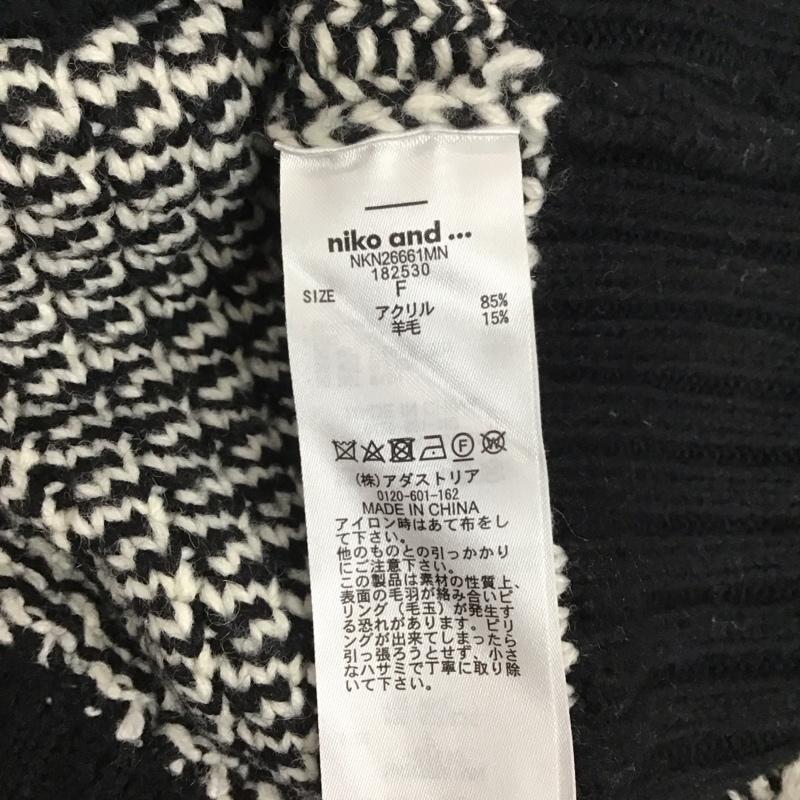 niko and ...
NKN26661MN
182530
SIZE F
アクリル 85%
羊毛 15%
(株)アダストリア
0120-601-162
MADE IN CHINA
アイロン時はあて布をし
て下さい。
他のものとの引っかかり
にご注意下さい。
この製品は素材の性質上、
表面の毛羽が絡み合いピ
リング(毛玉)が発生す
る恐れがあります。ピリ
ングが出来てしまったら
引っ張ろうとせず、小さ
なハサミで丁寧に取り除
いて下さい。